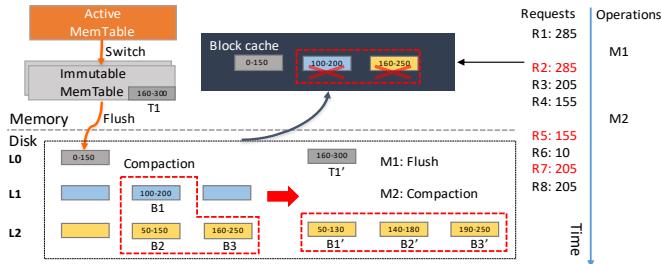 Active
MemTable
Switch
Immutable
MemTable
160-300
T1
Flush
Memory
Disk
Block cache
0-150
100-200
160-250
Requests
Operations
R1: 285
M1
R2: 285
R3: 205
R4: 155
M2
R5: 155
R6: 10
R7: 205
R8: 205
Time
L0
0-150
Compaction
160-300
T1'
M1: Flush
L1
100-200
B1
M2: Compaction
L2
50-150
B2
160-250
B3
50-130
B1'
140-180
B2'
190-250
B3'